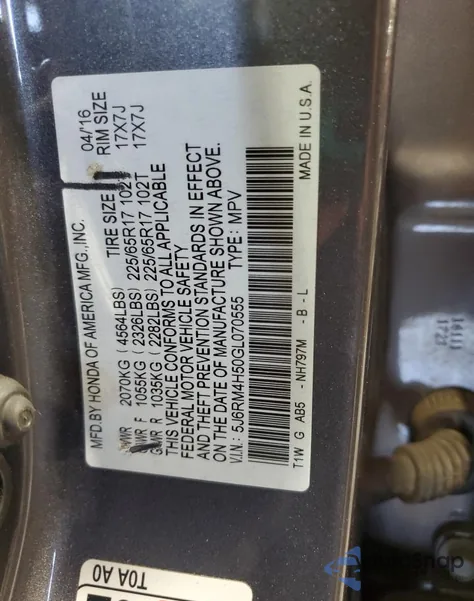 MFD.BY HONDA OF AMERICA MFG.,INC. 04/16
TIRE SIZE RIM SIZE
GVWR 2070KG (4564LBS) 225/65R17 102T 17X7J
GAWR F 1055KG (2326LBS) 225/65R17 102T 17X7J
GAWR R 1035KG (2282LBS)
THIS VEHICLE CONFORMS TO ALL APPLICABLE
FEDERAL MOTOR VEHICLE SAFETY
AND THEFT PREVENTION STANDARDS IN EFFECT
ON THE DATE OF MANUFACTURE SHOWN ABOVE.
V.I.N.: 5J6RM4H50GL070555 TYPE: MPV
T1W G AB5 -NH797M -B -L MADE IN U.S.A.
T0A A0